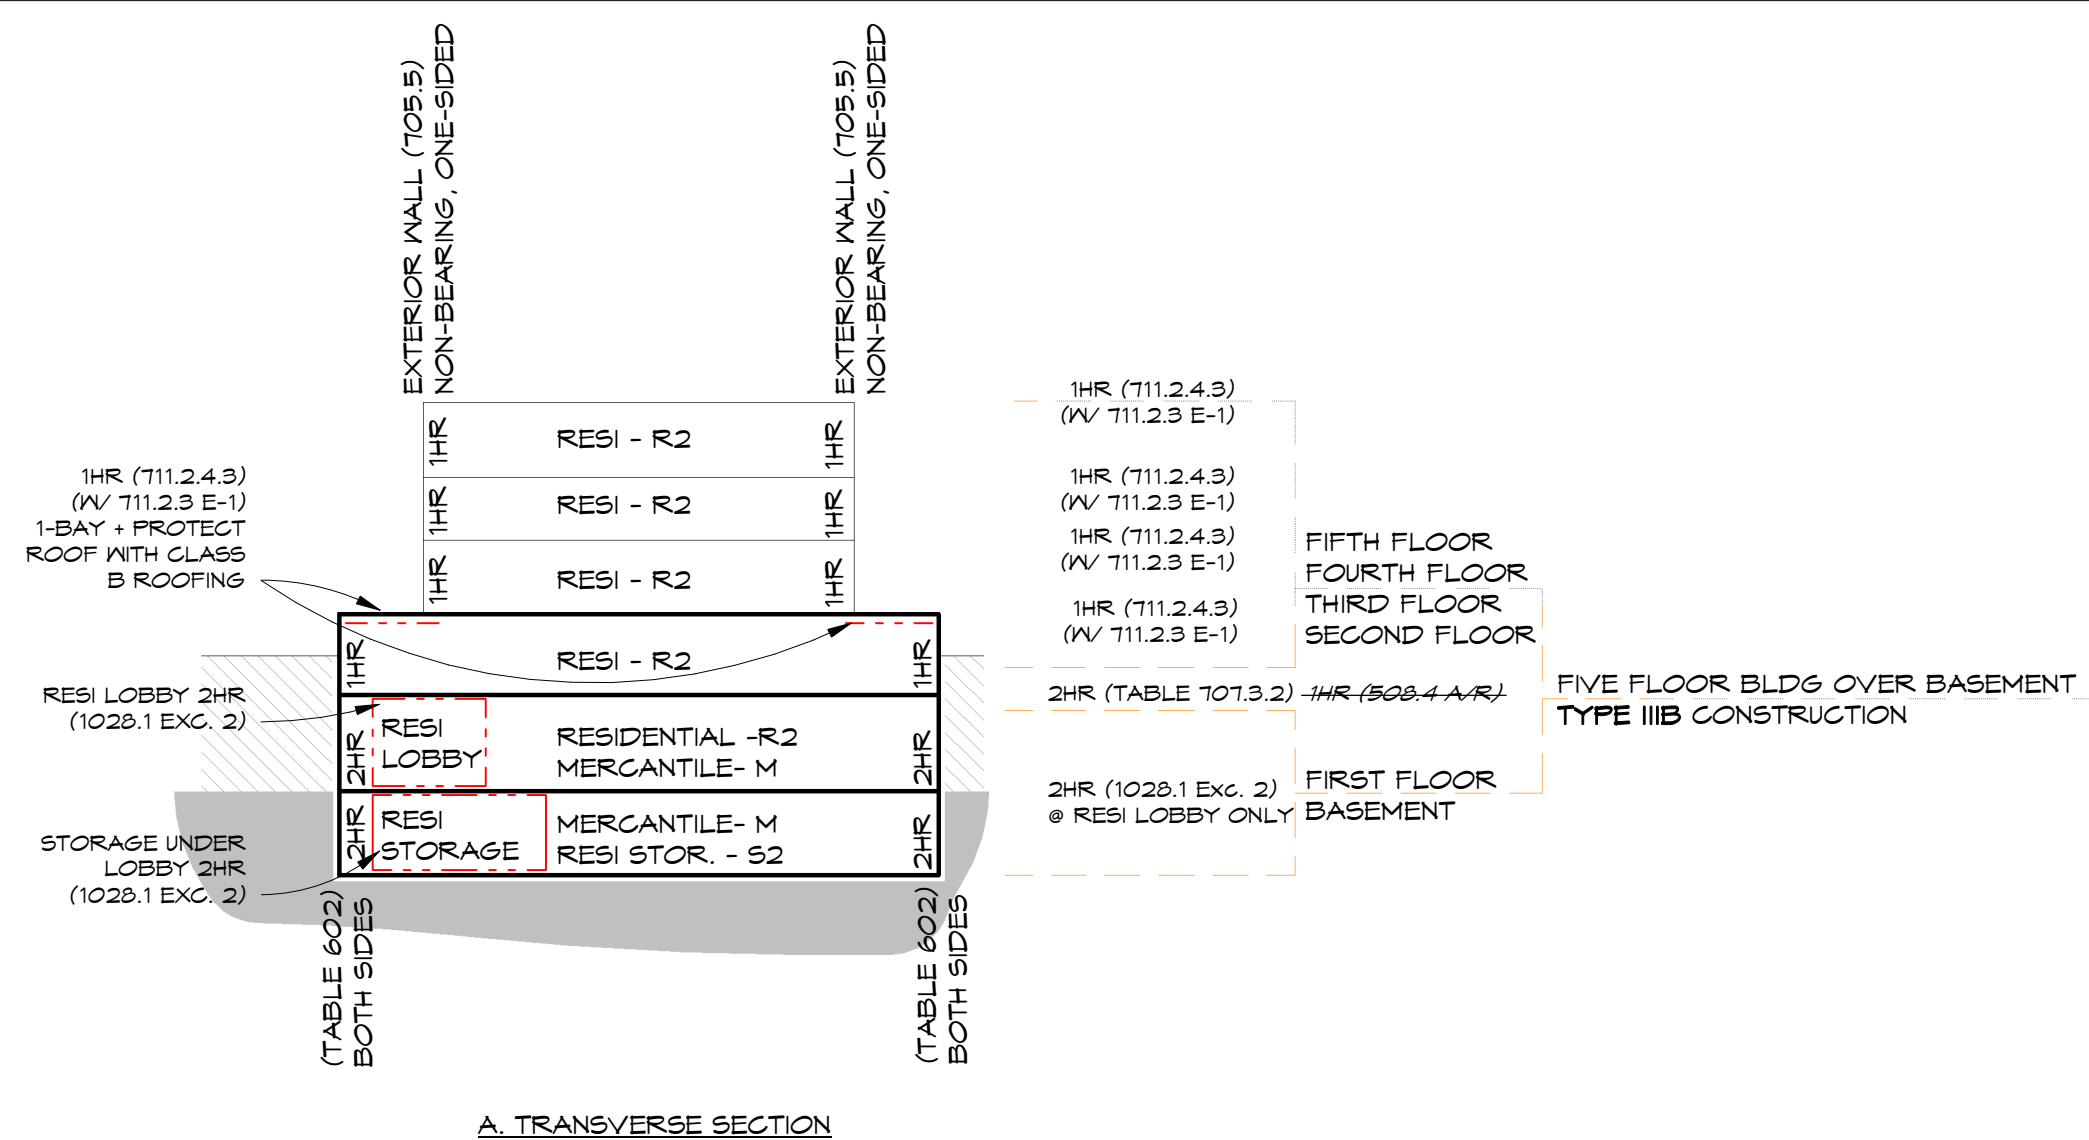 EXTERIOR WALL (705.5)
NON-BEARING, ONE-SIDED
EXTERIOR WALL (705.5)
NON-BEARING, ONE-SIDED
1HR
RESI - R2
1HR
1HR
RESI - R2
1HR
1HR
RESI - R2
1HR
1HR
RESI - R2
1HR
2HR
RESI
LOBBY
RESIDENTIAL -R2
MERCANTILE- M
2HR
2HR
RESI
STORAGE
MERCANTILE- M
RESI STOR. - S2
2HR
1HR (711.2.4.3)
(W/ 711.2.3 E-1)
1-BAY + PROTECT
ROOF WITH CLASS
B ROOFING
RESI LOBBY 2HR
(1028.1 EXC. 2)
STORAGE UNDER
LOBBY 2HR
(1028.1 EXC. 2)
(TABLE 602)
BOTH SIDES
(TABLE 602)
BOTH SIDES
1HR (711.2.4.3)
(W/ 711.2.3 E-1)
1HR (711.2.4.3)
(W/ 711.2.3 E-1)
1HR (711.2.4.3)
(W/ 711.2.3 E-1)
1HR (711.2.4.3)
(W/ 711.2.3 E-1)
2HR (TABLE 707.3.2) 1HR (508.4 A/R)
2HR (1028.1 Exc. 2)
@ RESI LOBBY ONLY
FIFTH FLOOR
FOURTH FLOOR
THIRD FLOOR
SECOND FLOOR
FIRST FLOOR
BASEMENT
FIVE FLOOR BLDG OVER BASEMENT
TYPE IIIB CONSTRUCTION
A. TRANSVERSE SECTION